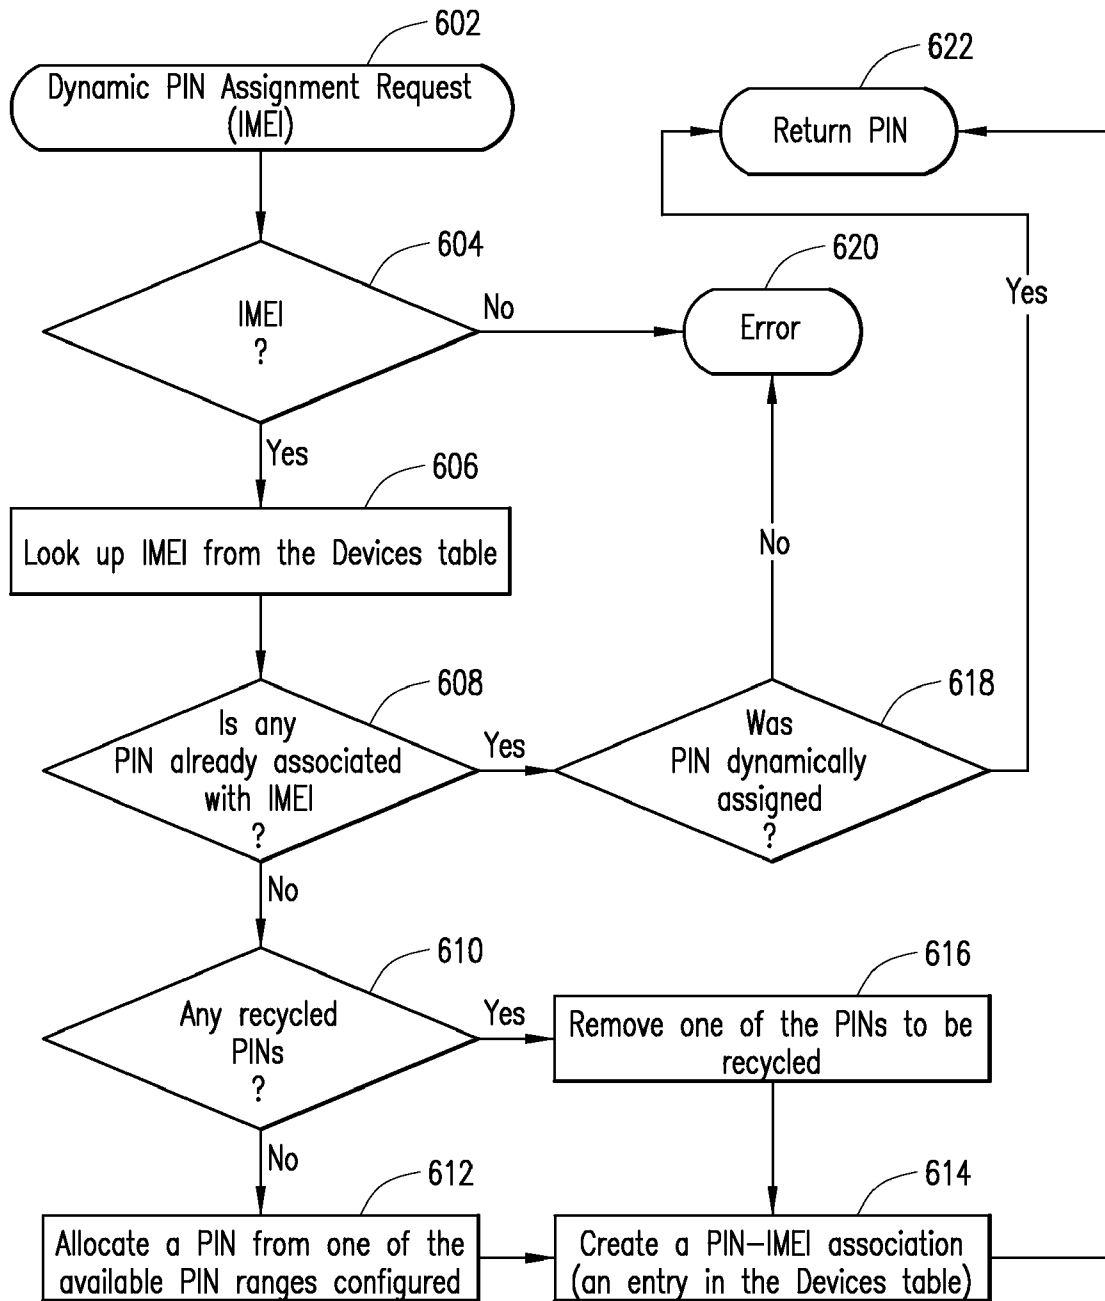 602
Dynamic PIN Assignment Request
(IMEI)
622
Return PIN
604
IMEI
?
No
620
Error
Yes
Yes
606
Look up IMEI from the Devices table
No
608
Is any
PIN already associated
with IMEI
?
Yes
618
Was
PIN dynamically
assigned
?
No
610
Any recycled
PINs
?
Yes
616
Remove one of the PINs to be
recycled
No
612
Allocate a PIN from one of the
available PIN ranges configured
614
Create a PIN–IMEI association
(an entry in the Devices table)